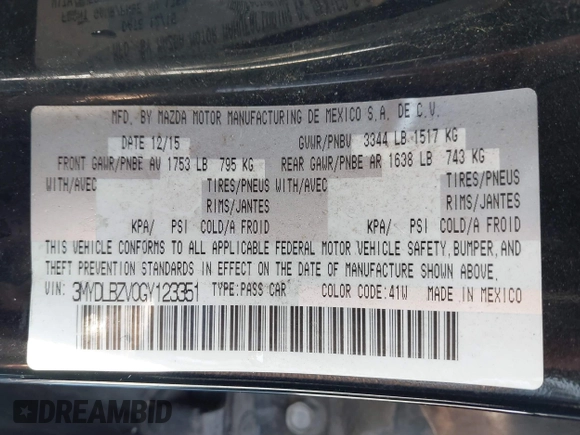 MFD. BY MAZDA MOTOR MANUFACTURING DE MEXICO S.A. DE C.V.
DATE 12/15 GVWR/PNBV 3344 LB 1517 KG
FRONT GAWR/PNBE AV 1753 LB 795 KG REAR GAWR/PNBE AR 1638 LB 743 KG
WITH/AVEC TIRES/PNEUS WITH/AVEC TIRES/PNEUS
RIMS/JANTES RIMS/JANTES
KPA/ PSI COLD/A FROID KPA/ PSI COLD/A FROID
THIS VEHICLE CONFORMS TO ALL APPLICABLE FEDERAL MOTOR VEHICLE SAFETY, BUMPER, AND
THEFT PREVENTION STANDARDS IN EFFECT ON THE DATE OF MANUFACTURE SHOWN ABOVE.
VIN: 3MYDLBZV0GY123351 TYPE:PASS CAR COLOR CODE:41W MADE IN MEXICO
DREAMBID